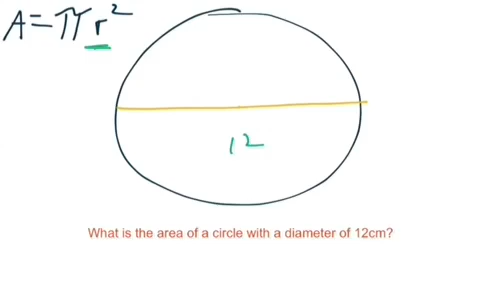 A=πr²
12
What is the area of a circle with a diameter of 12cm?